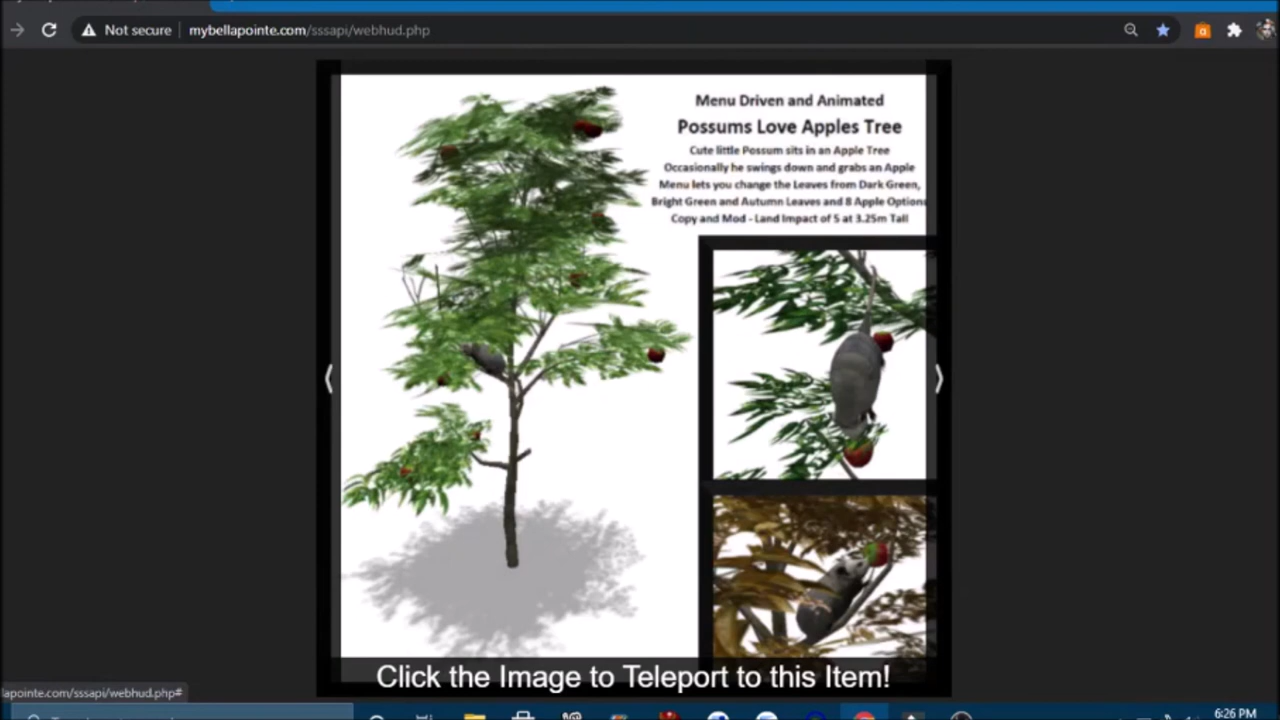 Not secure
mybellapointe.com/sssapi/webhud.php
Menu Driven and Animated
Possums Love Apples Tree
Cute little Possum sits in an Apple Tree
Occasionally he swings down and grabs an Apple
Menu lets you change the Leaves from Dark Green,
Bright Green and Autumn Leaves and 8 Apple Options
Copy and Mod - Land Impact of 5 at 3.25m Tall
Click the Image to Teleport to this Item!
lapointe.com/sssapi/webhud.php#
6:26 PM